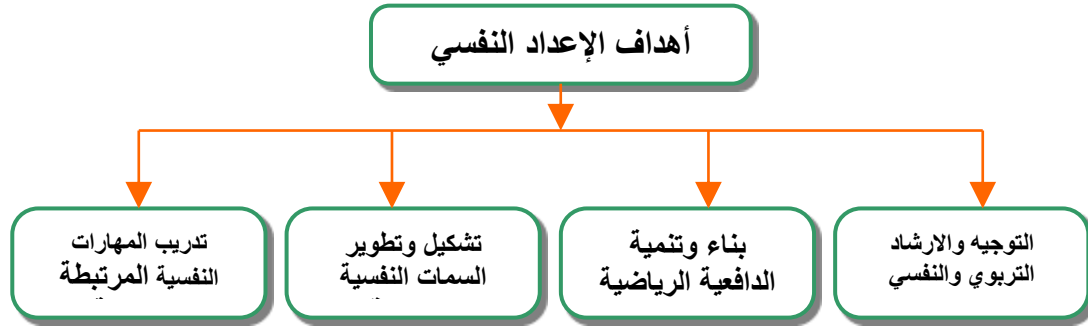 أهداف الإعداد النفسي
التوجيه والارشاد
التربوي والنفسي
بناء وتنمية
الدافعية الرياضية
تشكيل وتطوير
السمات النفسية
تدريب المهارات
النفسية المرتبطة